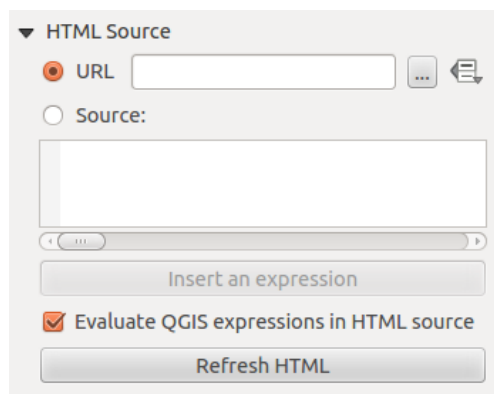 HTML Source
URL
...
Source:
Insert an expression
Evaluate QGIS expressions in HTML source
Refresh HTML